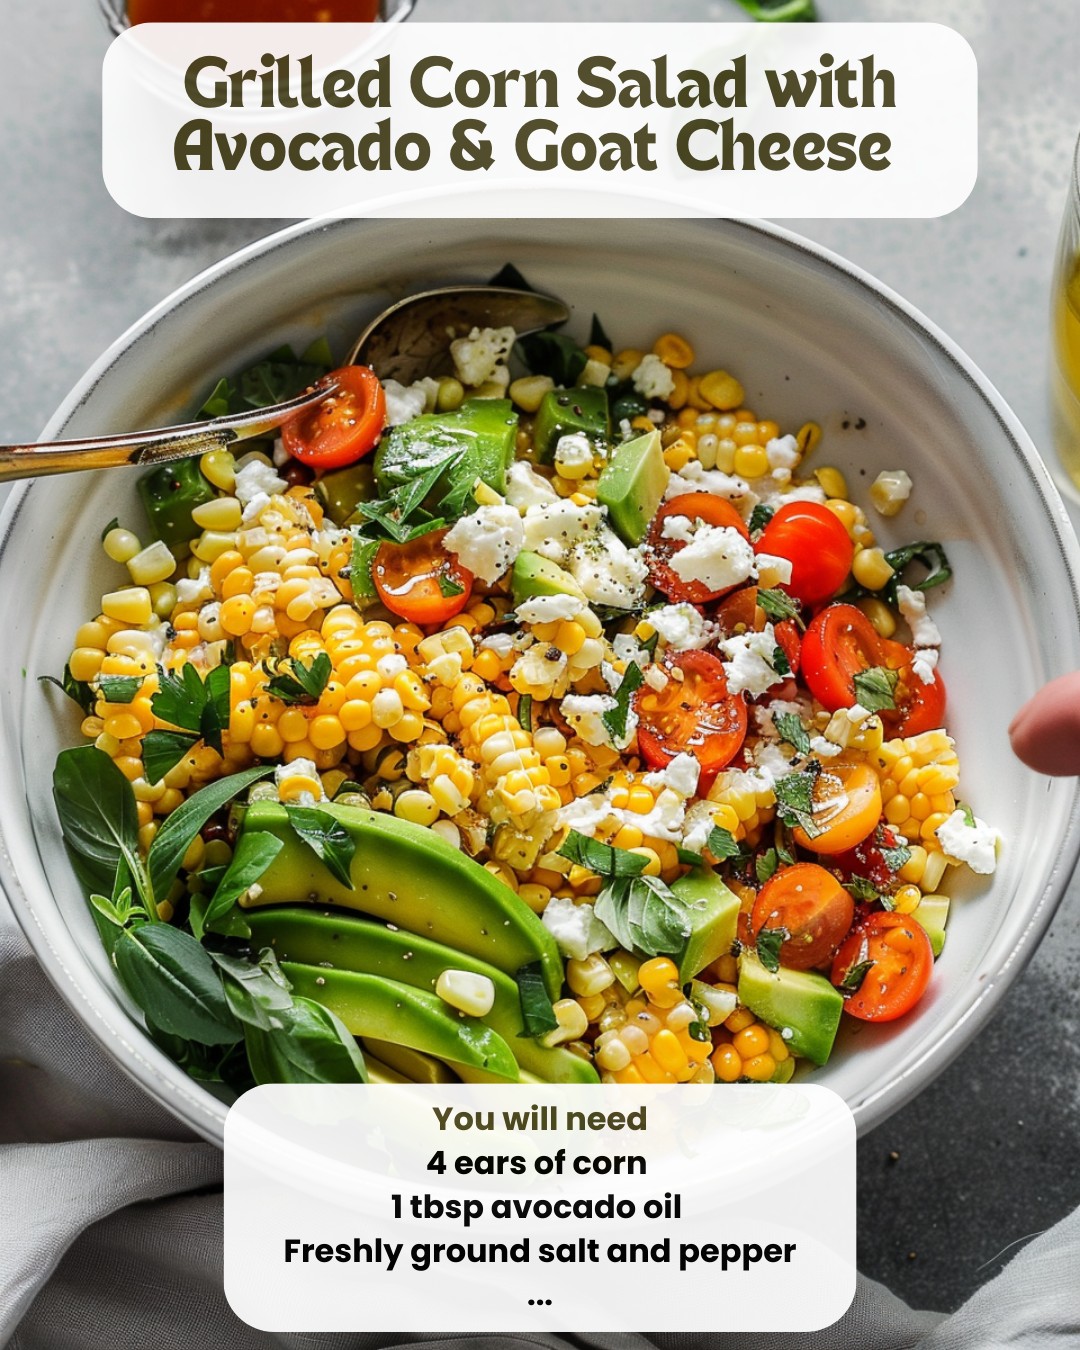 Grilled Corn Salad with
Avocado & Goat Cheese
You will need
4 ears of corn
1 tbsp avocado oil
Freshly ground salt and pepper
...